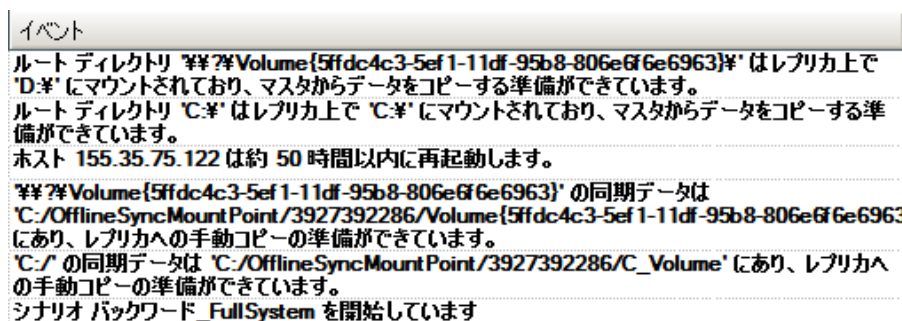 イベント
ルート ディレクトリ '¥¥?¥Volume{5ffdc4c3-5ef1-11df-95b8-806e6f6e6963}¥' はレプリカ上で
'D:¥' にマウントされており、マスタからデータをコピーする準備ができています。
ルート ディレクトリ 'C:¥' はレプリカ上で 'C:¥' にマウントされており、マスタからデータをコピーする準
備ができています。
ホスト 155.35.75.122 は約 50 時間以内に再起動します。
'¥¥?¥Volume{5ffdc4c3-5ef1-11df-95b8-806e6f6e6963}' の同期データは
'C:/OfflineSyncMountPoint/3927392286/Volume{5ffdc4c3-5ef1-11df-95b8-806e6f6e6963
にあり、レプリカへの手動コピーの準備ができています。
'C:/' の同期データは 'C:/OfflineSyncMountPoint/3927392286/C_Volume' にあり、レプリカへ
の手動コピーの準備ができています。
シナリオ バックワード_FullSystem を開始しています